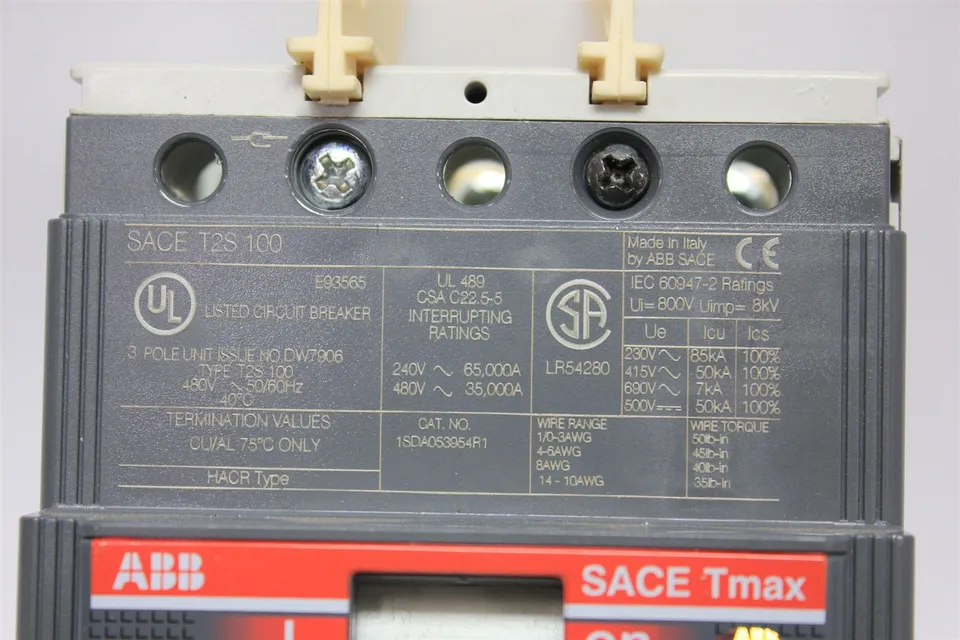 SACE T2S 100
Made in Italy
by ABB SACE CE
UL
E93565
LISTED CIRCUIT BREAKER
3 POLE UNIT ISSUE NO.DW7906
TYPE T2S 100
480V ~ 50/60Hz
40°C
UL 489
CSA C22.5-5
INTERRUPTING
RATINGS
240V ~ 65,000A
480V ~ 35,000A
SA
LR54280
IEC 60947-2 Ratings
Ui=800V Uimp= 8kV
Ue Icu Ics
230V~ 85kA 100%
415V~ 50kA 100%
690V~ 7kA 100%
500V⎓ 50kA 100%
TERMINATION VALUES
CU/AL 75°C ONLY
HACR Type
CAT. NO.
1SDA053954R1
WIRE RANGE
1/0-3AWG
4-6AWG
8AWG
14 - 10AWG
WIRE TORQUE
50lb-in
45lb-in
40lb-in
35lb-in
ABB
SACE Tmax
on
ABB